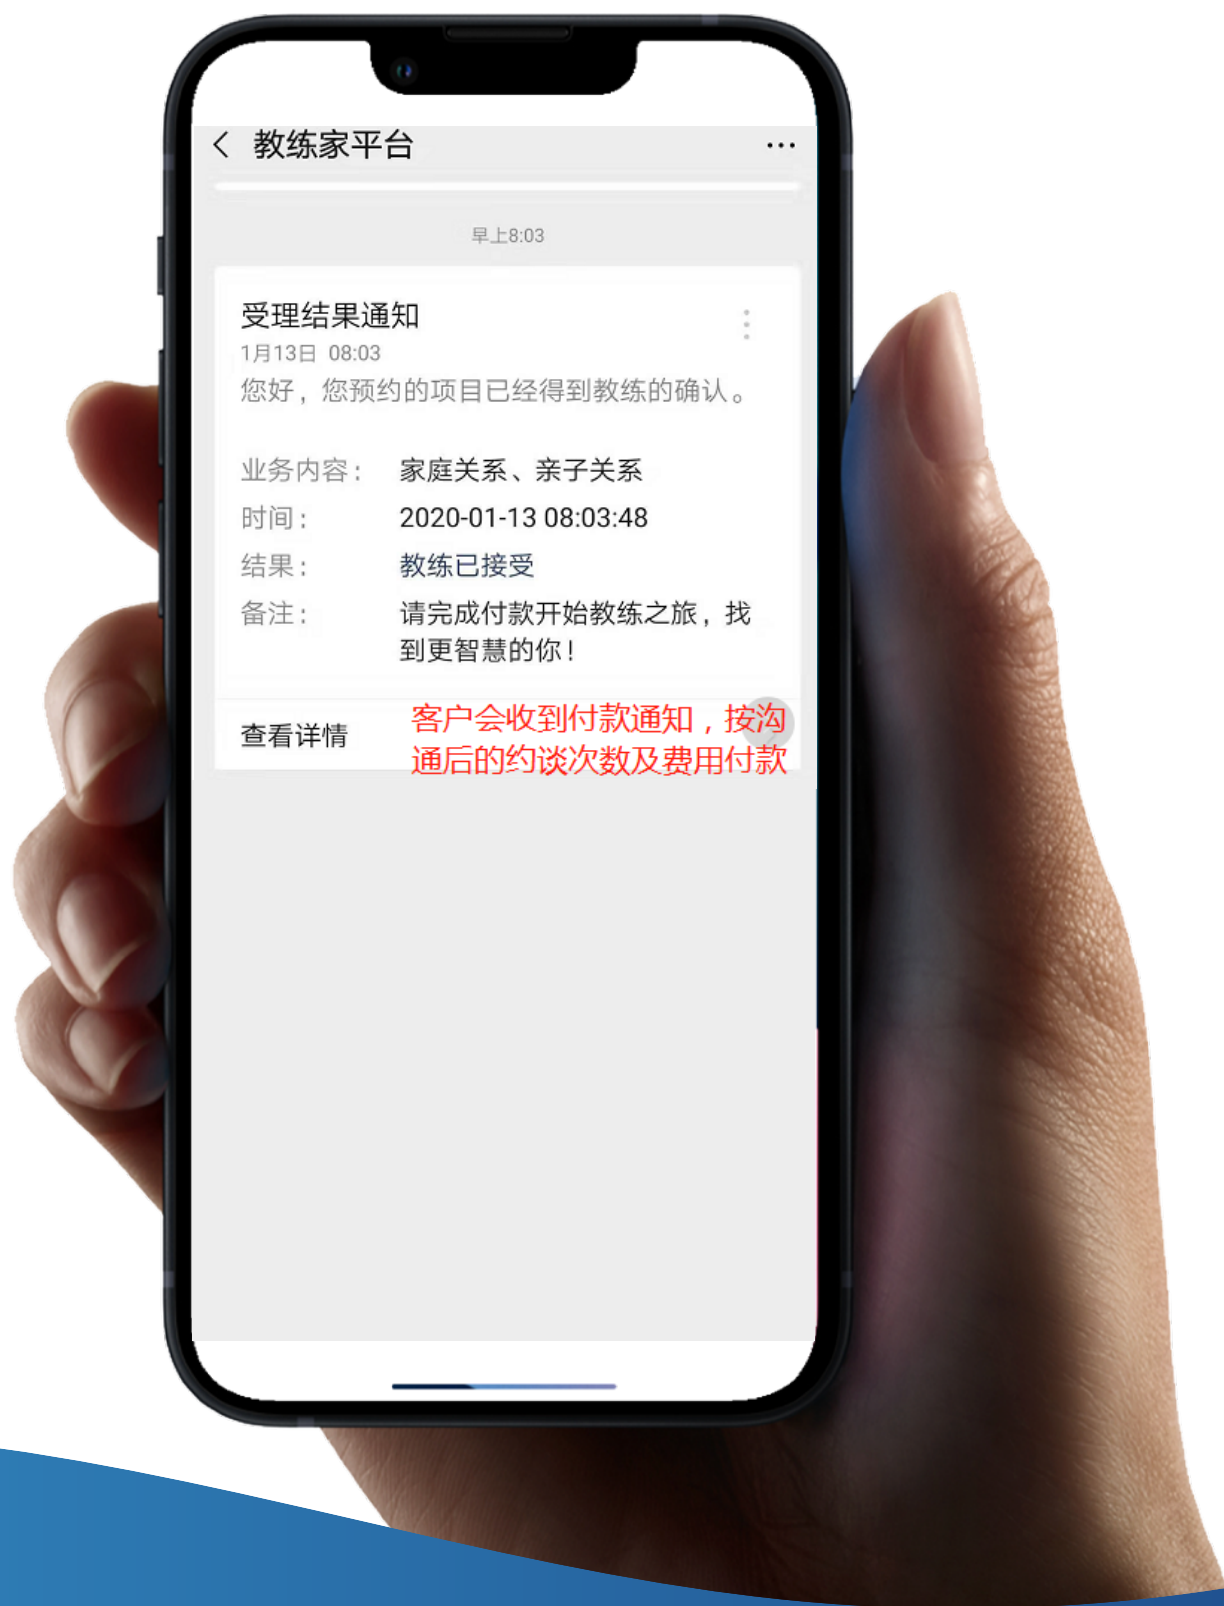 教练家平台
早上8:03
受理结果通知
1月13日 08:03
您好，您预约的项目已经得到教练的确认。
业务内容： 家庭关系、亲子关系
时间： 2020-01-13 08:03:48
结果： 教练已接受
备注： 请完成付款开始教练之旅，找
到更智慧的你！
查看详情
客户会收到付款通知，按沟
通后的约谈次数及费用付款